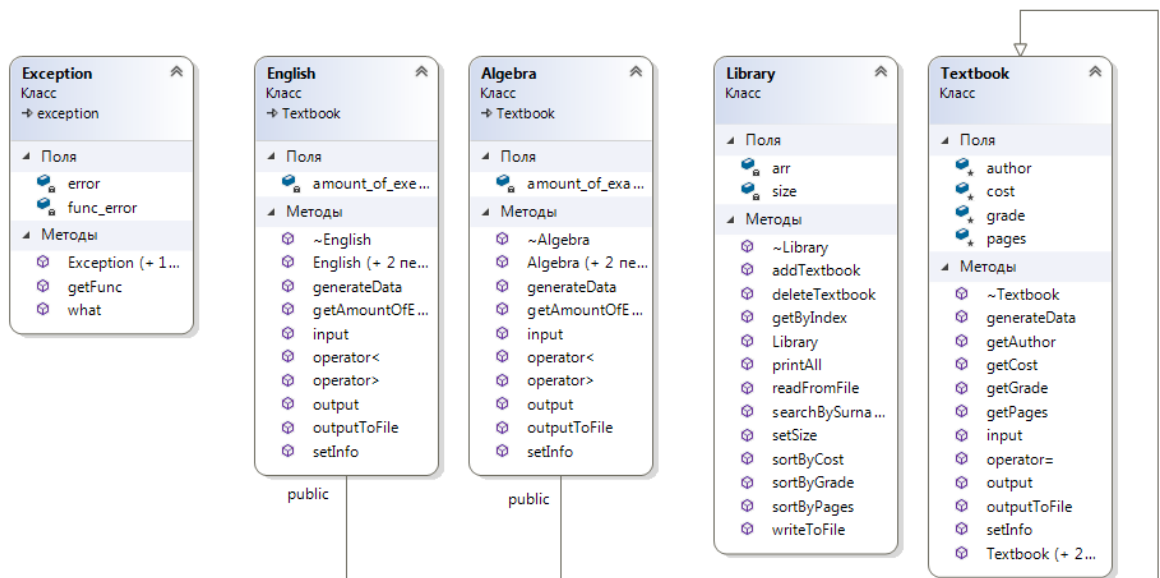 Exception
Класс
exception
Поля
error
func_error
Методы
Exception (+ 1...
getFunc
what
English
Класс
Textbook
Поля
amount_of_exe...
Методы
~English
English (+ 2 пе...
generateData
getAmountOfE...
input
operator<
operator>
output
outputToFile
setInfo
public
Algebra
Класс
Textbook
Поля
amount_of_exa...
Методы
~Algebra
Algebra (+ 2 пе...
generateData
getAmountOfE...
input
operator<
operator>
output
outputToFile
setInfo
public
Library
Класс
Поля
arr
size
Методы
~Library
addTextbook
deleteTextbook
getByIndex
Library
printAll
readFromFile
searchBySurna...
setSize
sortByCost
sortByGrade
sortByPages
writeToFile
Textbook
Класс
Поля
author
cost
grade
pages
Методы
~Textbook
generateData
getAuthor
getCost
getGrade
getPages
input
operator=
output
outputToFile
setInfo
Textbook (+ 2...